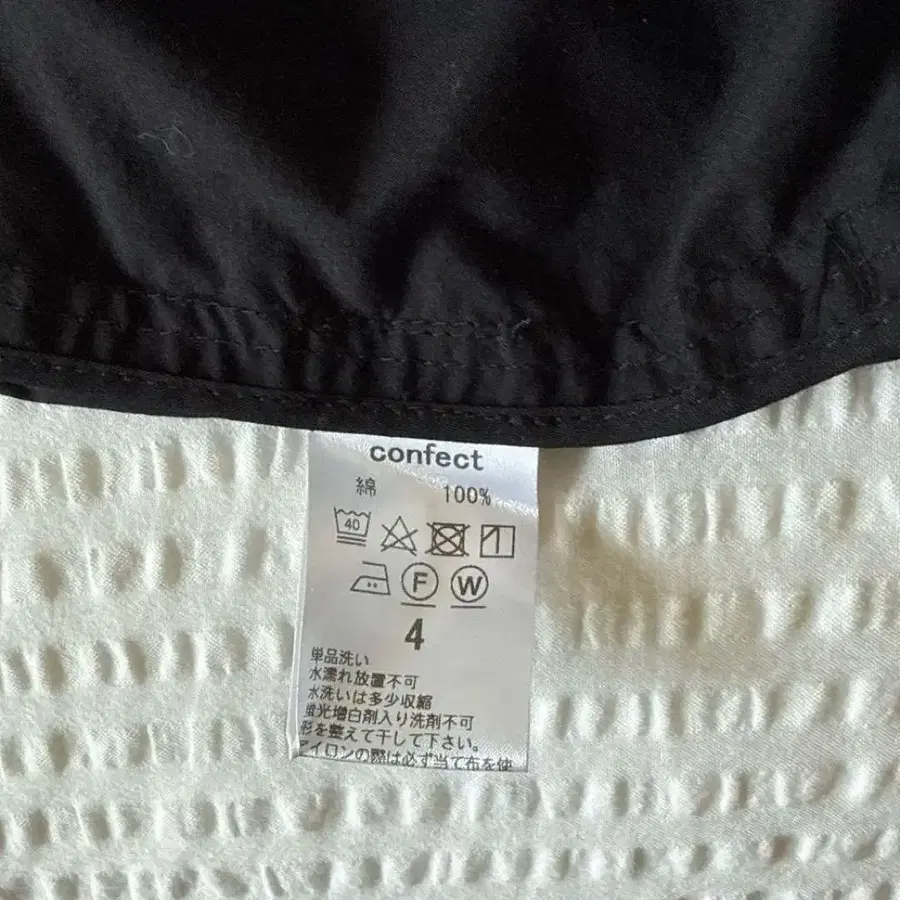 confect
綿 100%
40
F W
4
単品洗い
水濡れ放置不可
水洗いは多少収縮
蛍光増白剤入り洗剤不可
形を整えて干して下さい。
アイロンの際は必ず当て布を使